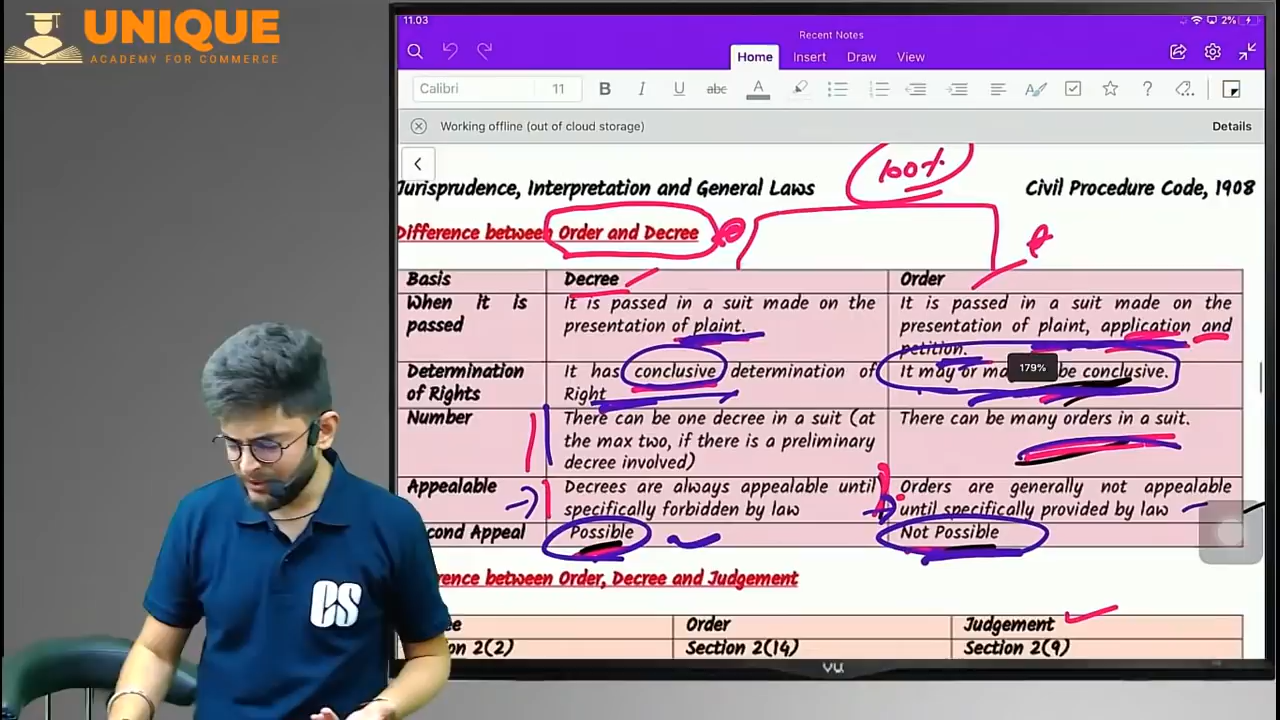 UNIQUE
ACADEMY FOR COMMERCE
11.03
2%
Recent Notes
Home Insert Draw View
Calibri 11 B I U abc A
Working offline (out of cloud storage) Details
100%
Jurisprudence, Interpretation and General Laws Civil Procedure Code, 1908
Difference between Order and Decree
Basis Decree Order
When it is passed
It is passed in a suit made on the
presentation of plaint.
It is passed in a suit made on the
presentation of plaint, application and
petition.
Determination of Rights
It has conclusive determination of
Right
It may or ma be conclusive.
179%
Number
There can be one decree in a suit (at
the max two, if there is a preliminary
decree involved)
There can be many orders in a suit.
Appealable
Decrees are always appealable until
specifically forbidden by law
Orders are generally not appealable
until specifically provided by law
cond Appeal Possible Not Possible
rence between Order, Decree and Judgement
ee Order Judgement
on 2(2) Section 2(14) Section 2(9)
CS
vu